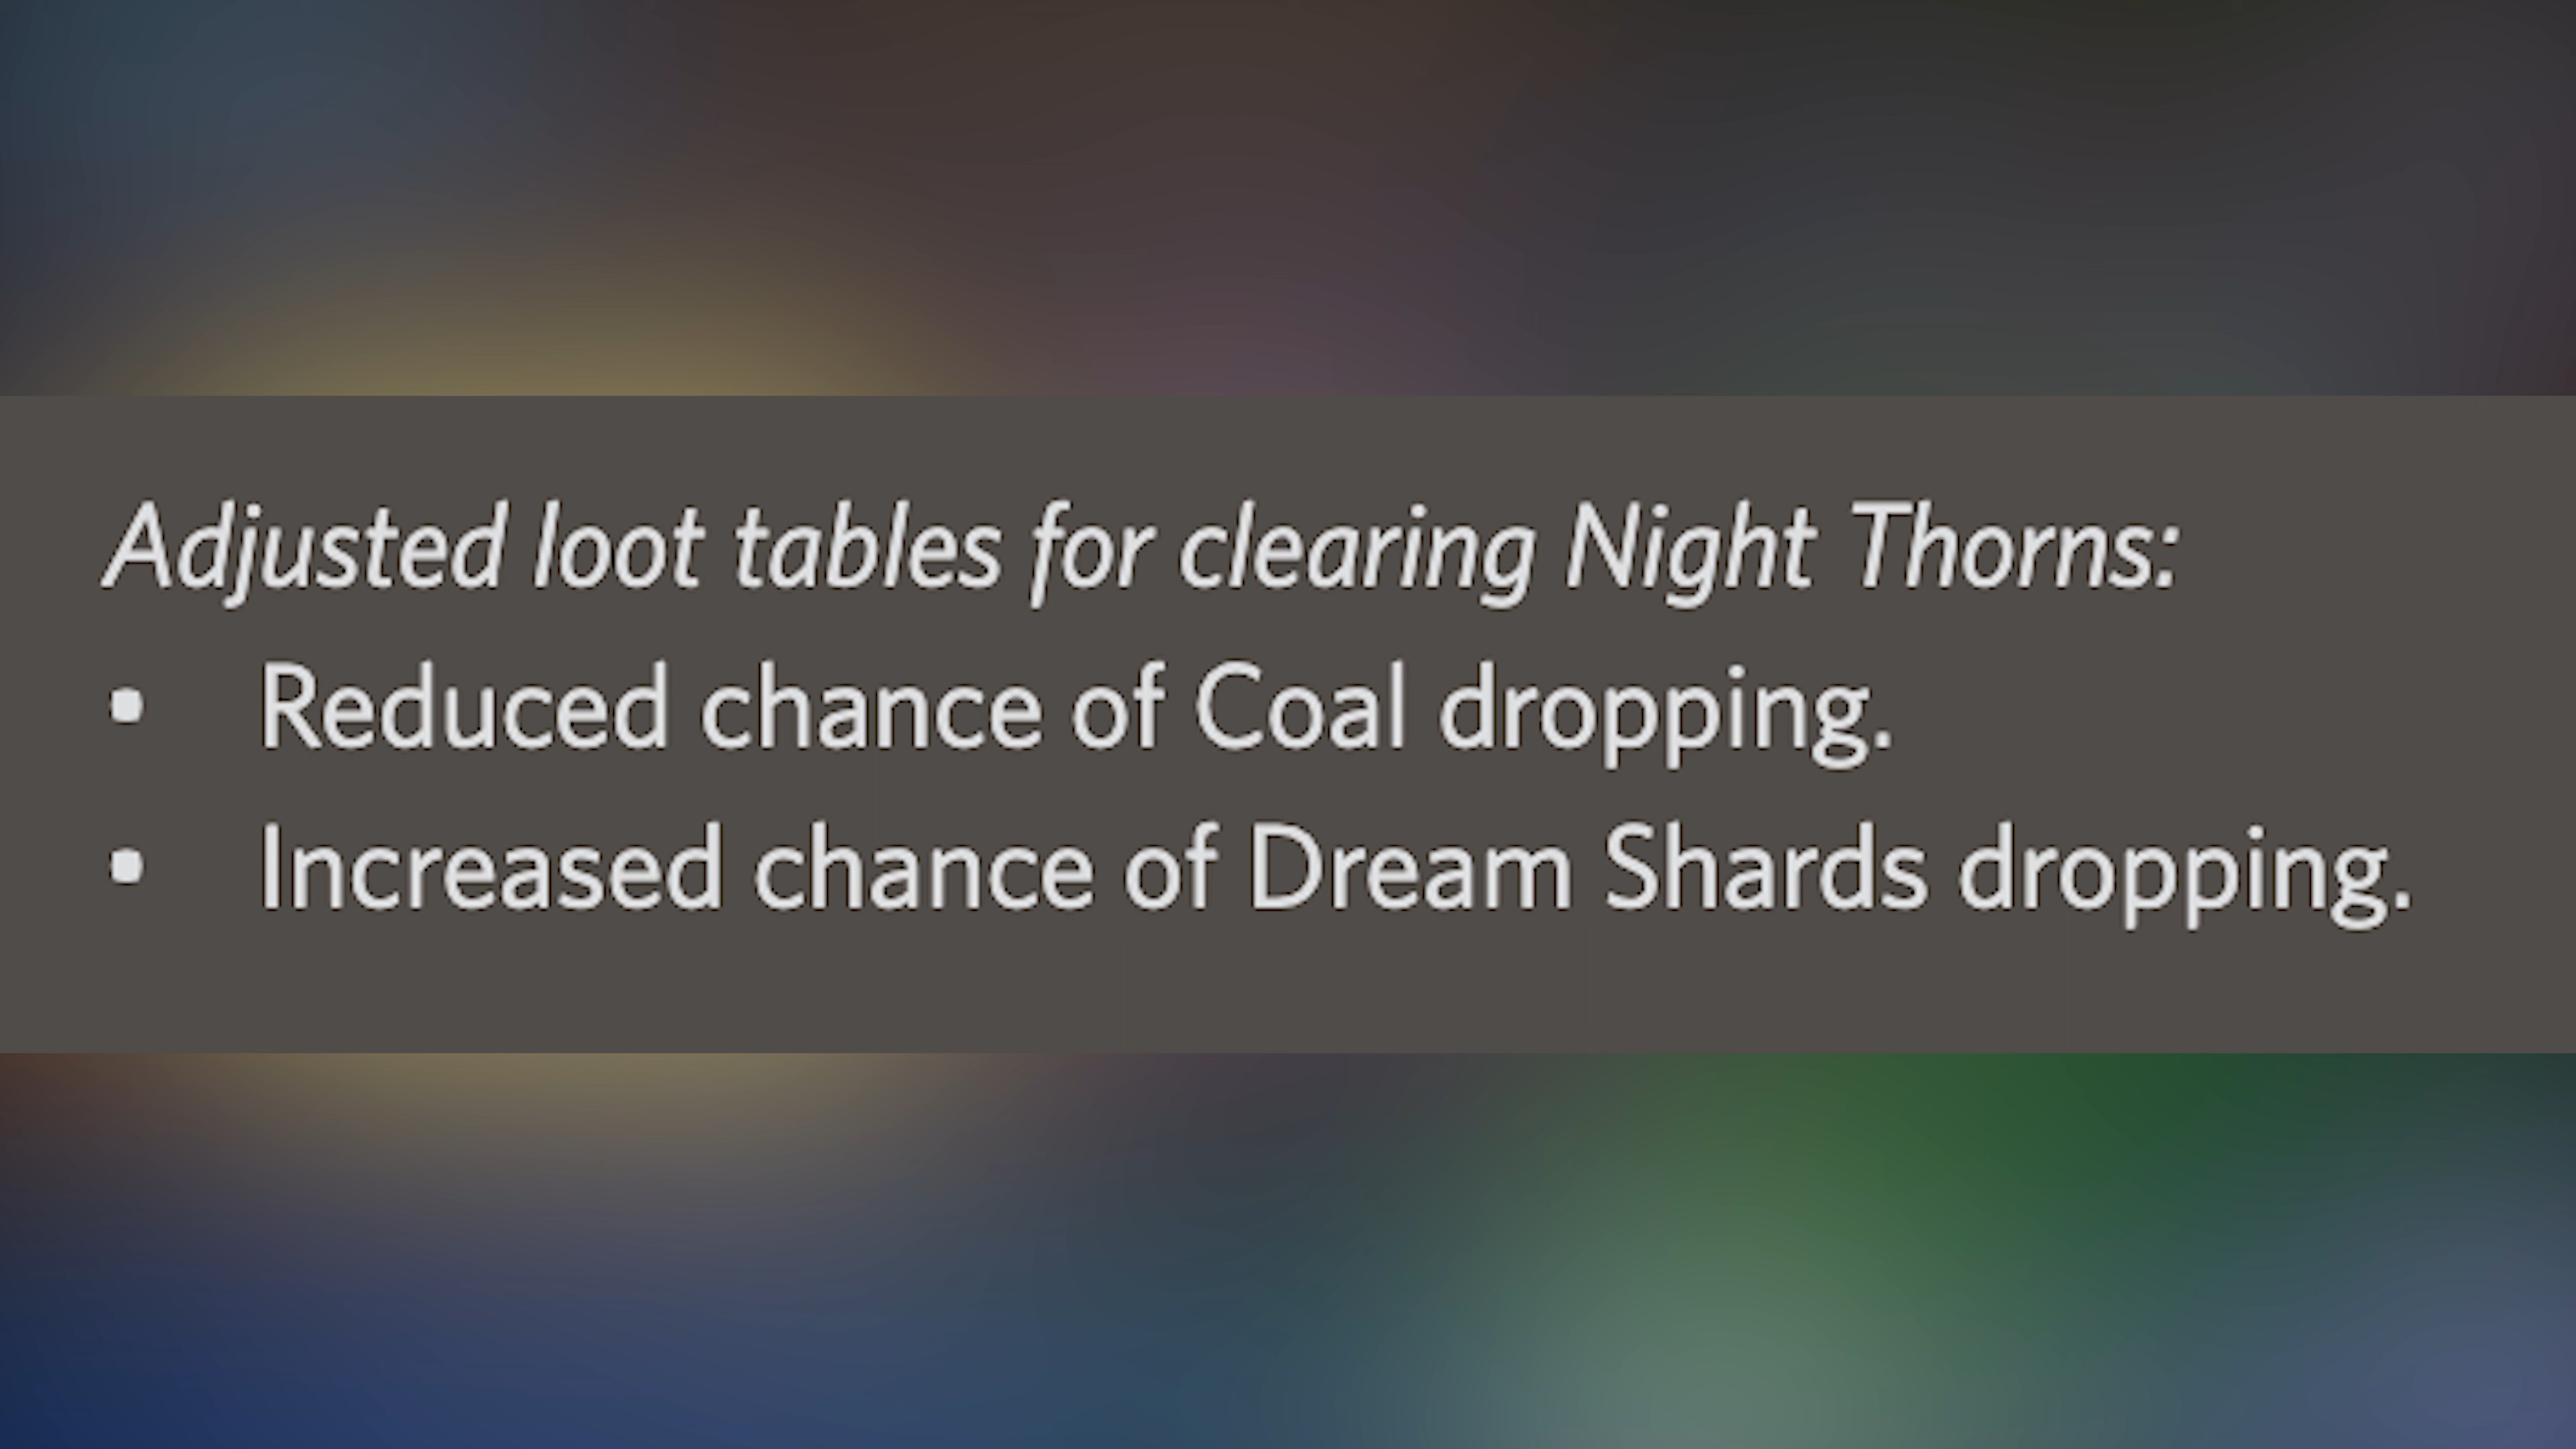 Adjusted loot tables for clearing Night Thorns:
• Reduced chance of Coal dropping.
• Increased chance of Dream Shards dropping.